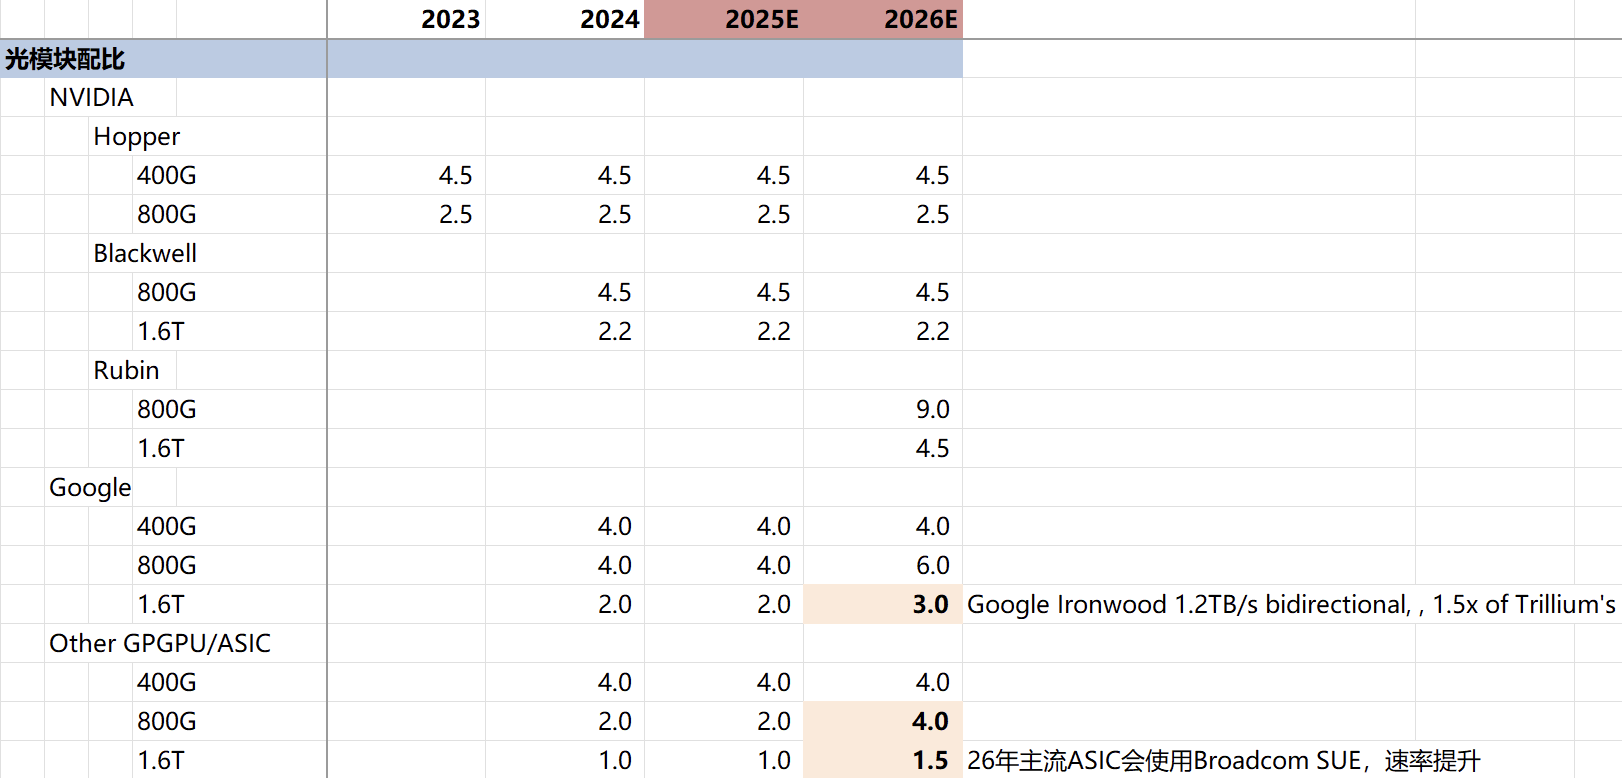 2023 2024 2025E 2026E
光模块配比
NVIDIA
Hopper
400G 4.5 4.5 4.5 4.5
800G 2.5 2.5 2.5 2.5
Blackwell
800G 4.5 4.5 4.5
1.6T 2.2 2.2 2.2
Rubin
800G 9.0
1.6T 4.5
Google
400G 4.0 4.0 4.0
800G 4.0 4.0 6.0
1.6T 2.0 2.0 3.0 Google Ironwood 1.2TB/s bidirectional, , 1.5x of Trillium's
Other GPGPU/ASIC
400G 4.0 4.0 4.0
800G 2.0 2.0 4.0
1.6T 1.0 1.0 1.5 26年主流ASIC会使用Broadcom SUE，速率提升